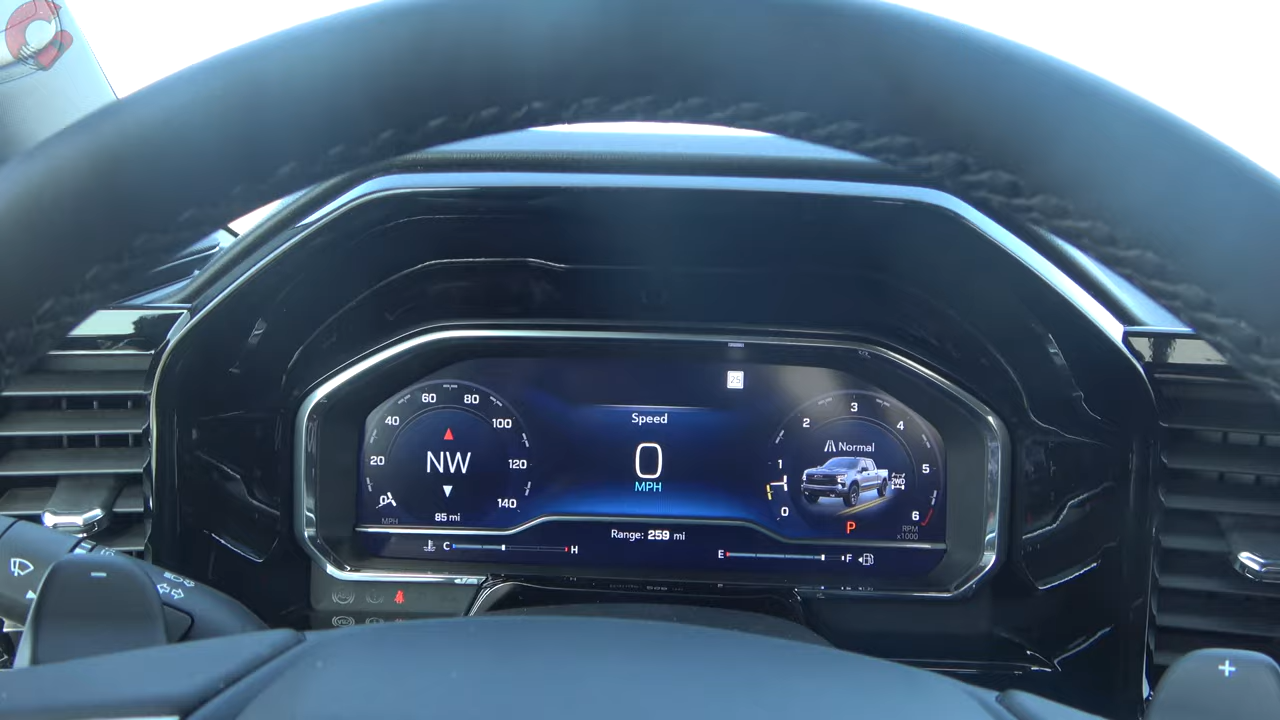 25
Speed
0
MPH
20
40
60
80
100
120
140
MPH
NW
85 mi
0
1
2
3
4
5
6
RPM
x1000
Normal
2WD
P
Range: 259 mi
C
H
E
F
−
+